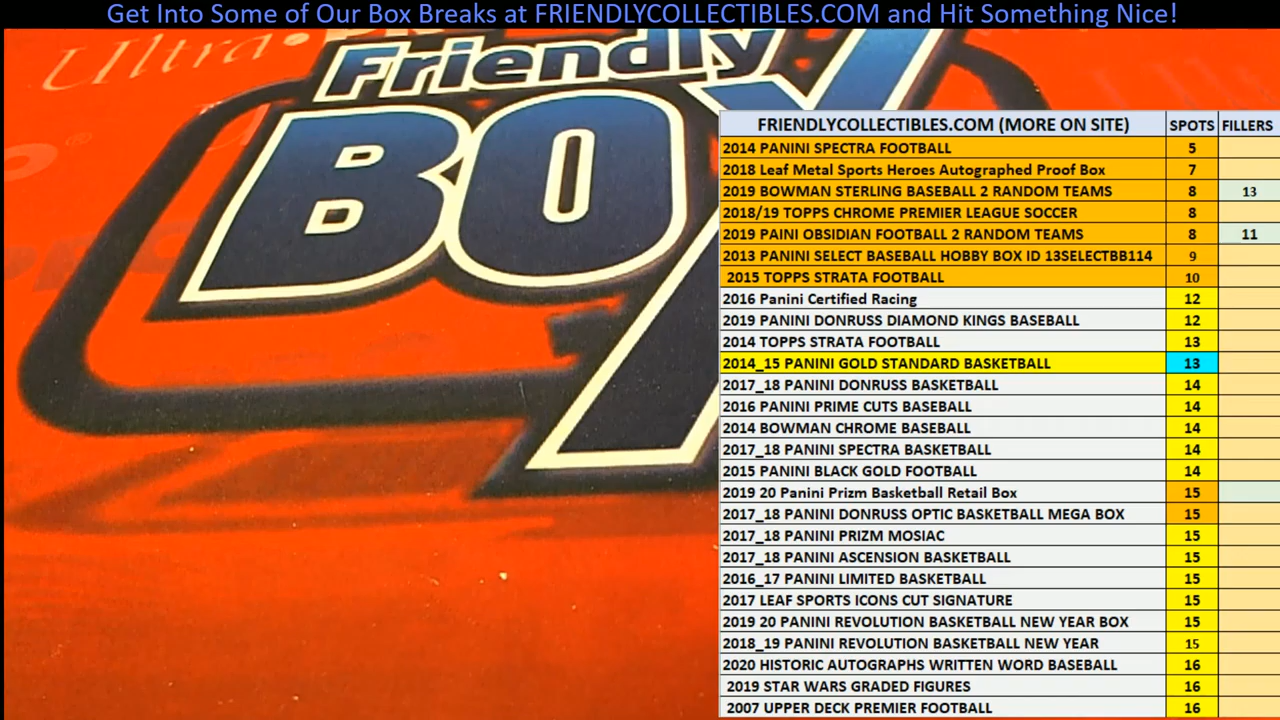 Get Into Some of Our Box Breaks at FRIENDLYCOLLECTIBLES.COM and Hit Something Nice!
Ultra•PRO
Friendly
BOX
FRIENDLYCOLLECTIBLES.COM (MORE ON SITE) SPOTS FILLERS
2014 PANINI SPECTRA FOOTBALL 5
2018 Leaf Metal Sports Heroes Autographed Proof Box 7
2019 BOWMAN STERLING BASEBALL 2 RANDOM TEAMS 8 13
2018/19 TOPPS CHROME PREMIER LEAGUE SOCCER 8
2019 PAINI OBSIDIAN FOOTBALL 2 RANDOM TEAMS 8 11
2013 PANINI SELECT BASEBALL HOBBY BOX ID 13SELECTBB114 9
2015 TOPPS STRATA FOOTBALL 10
2016 Panini Certified Racing 12
2019 PANINI DONRUSS DIAMOND KINGS BASEBALL 12
2014 TOPPS STRATA FOOTBALL 13
2014_15 PANINI GOLD STANDARD BASKETBALL 13
2017_18 PANINI DONRUSS BASKETBALL 14
2016 PANINI PRIME CUTS BASEBALL 14
2014 BOWMAN CHROME BASEBALL 14
2017_18 PANINI SPECTRA BASKETBALL 14
2015 PANINI BLACK GOLD FOOTBALL 14
2019 20 Panini Prizm Basketball Retail Box 15
2017_18 PANINI DONRUSS OPTIC BASKETBALL MEGA BOX 15
2017_18 PANINI PRIZM MOSIAC 15
2017_18 PANINI ASCENSION BASKETBALL 15
2016_17 PANINI LIMITED BASKETBALL 15
2017 LEAF SPORTS ICONS CUT SIGNATURE 15
2019 20 PANINI REVOLUTION BASKETBALL NEW YEAR BOX 15
2018_19 PANINI REVOLUTION BASKETBALL NEW YEAR 15
2020 HISTORIC AUTOGRAPHS WRITTEN WORD BASEBALL 16
2019 STAR WARS GRADED FIGURES 16
2007 UPPER DECK PREMIER FOOTBALL 16